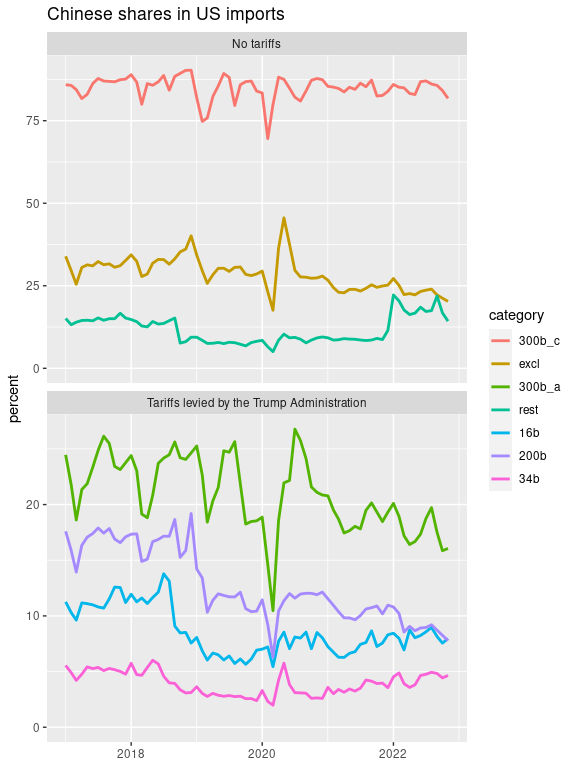 Chinese shares in US imports
No tariffs
75
50
25
0
percent
Tariffs levied by the Trump Administration
20
10
0
2018
2020
2022
category
300b_c
excl
300b_a
rest
16b
200b
34b